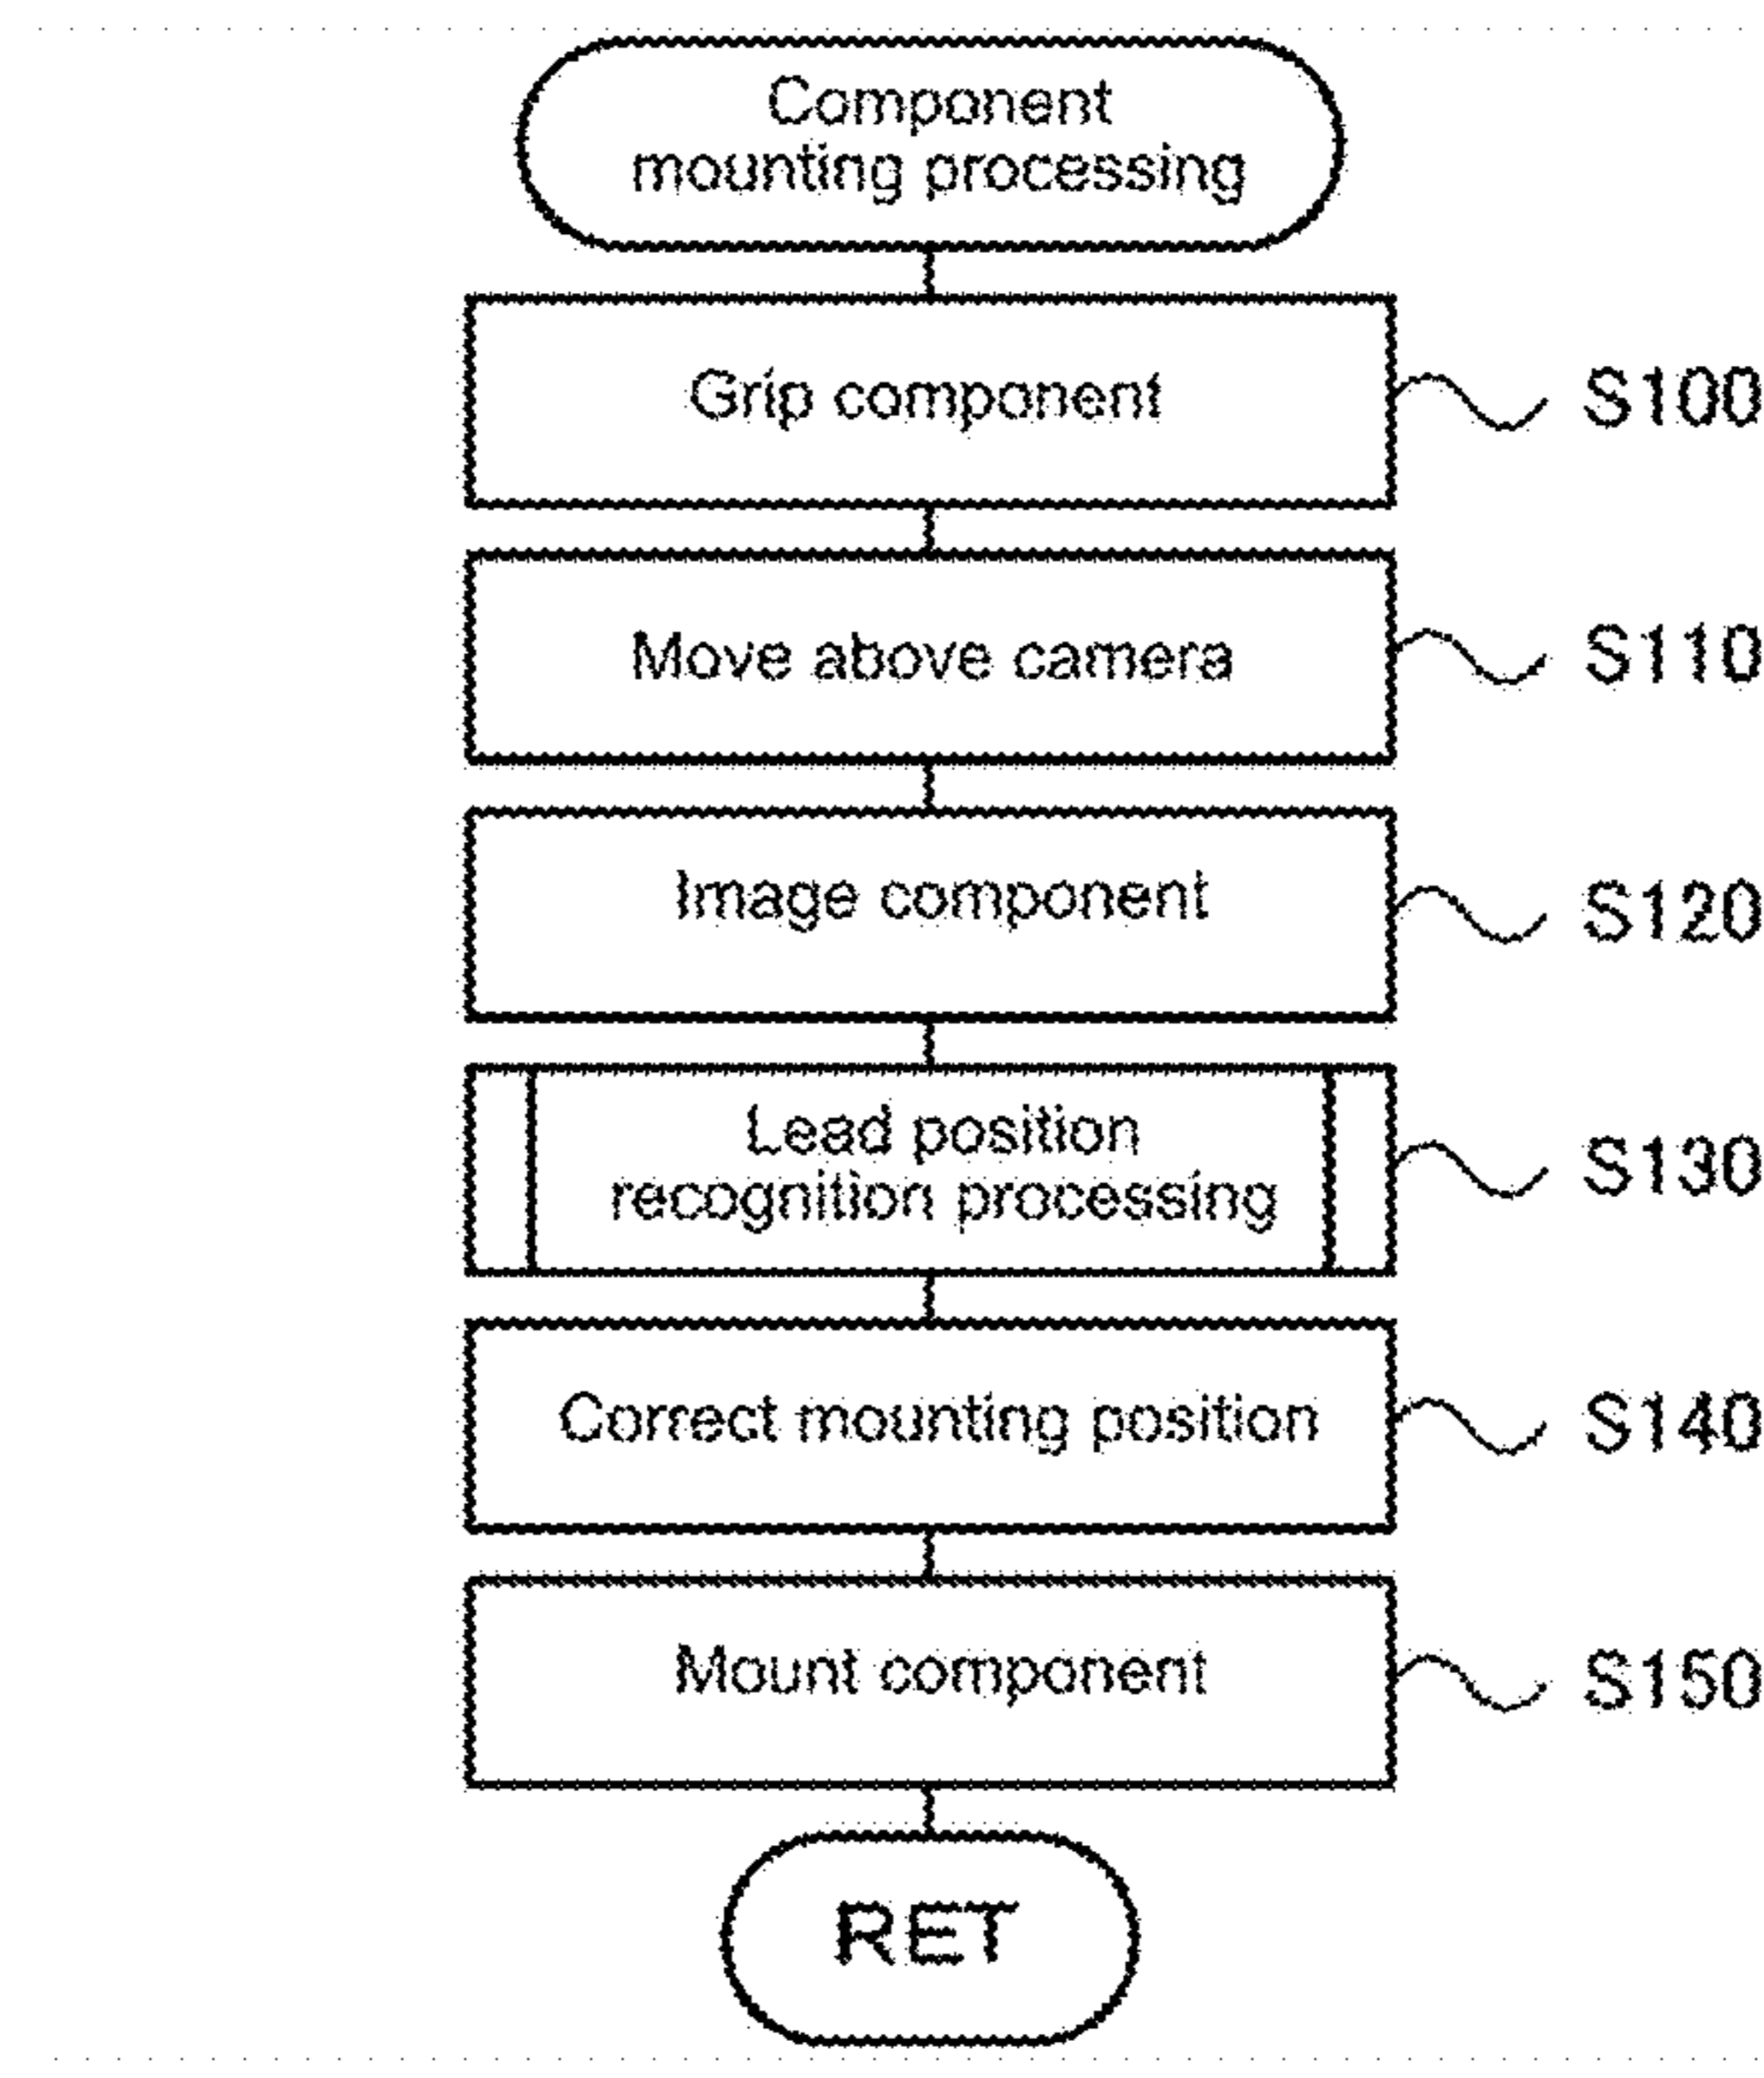 Component
mounting processing
Grip component
S100
Move above camera
S110
Image component
S120
Lead position
recognition processing
S130
Correct mounting position
S140
Mount component
S150
RET